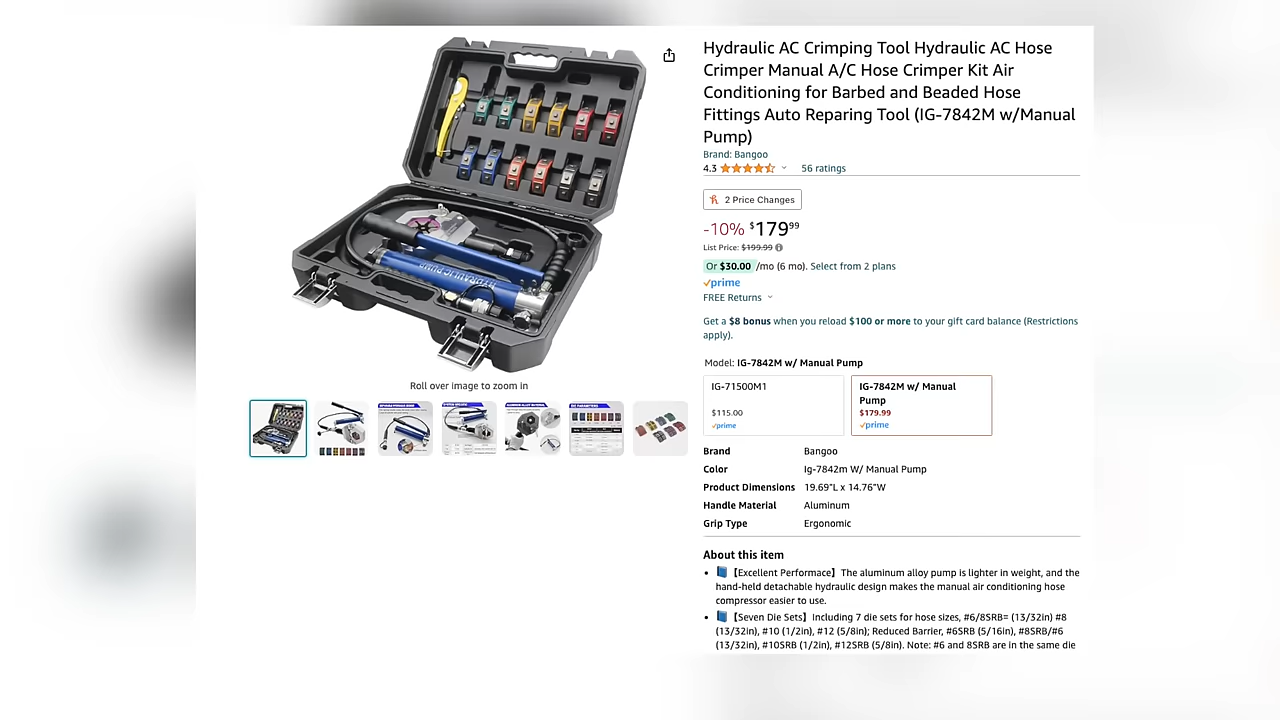 Hydraulic AC Crimping Tool Hydraulic AC Hose
Crimper Manual A/C Hose Crimper Kit Air
Conditioning for Barbed and Beaded Hose
Fittings Auto Reparing Tool (IG-7842M w/Manual
Pump)
Brand: Bangoo
4.3 56 ratings
2 Price Changes
-10% $179 99
List Price: $199.99
Or $30.00 /mo (6 mo). Select from 2 plans
prime
FREE Returns
Get a $8 bonus when you reload $100 or more to your gift card balance (Restrictions
apply).
Model: IG-7842M w/ Manual Pump
IG-71500M1
$115.00
prime
IG-7842M w/ Manual
Pump
$179.99
prime
Brand Bangoo
Color Ig-7842m W/ Manual Pump
Product Dimensions 19.69"L x 14.76"W
Handle Material Aluminum
Grip Type Ergonomic
About this item
• 【Excellent Performace】The aluminum alloy pump is lighter in weight, and the
hand-held detachable hydraulic design makes the manual air conditioning hose
compressor easier to use.
• 【Seven Die Sets】Including 7 die sets for hose sizes, #6/8SRB= (13/32in) #8
(13/32in), #10 (1/2in), #12 (5/8in); Reduced Barrier, #6SRB (5/16in), #8SRB/#6
(13/32in), #10SRB (1/2in), #12SRB (5/8in). Note: #6 and 8SRB are in the same die
HYDRAULIC PUMP
Roll over image to zoom in